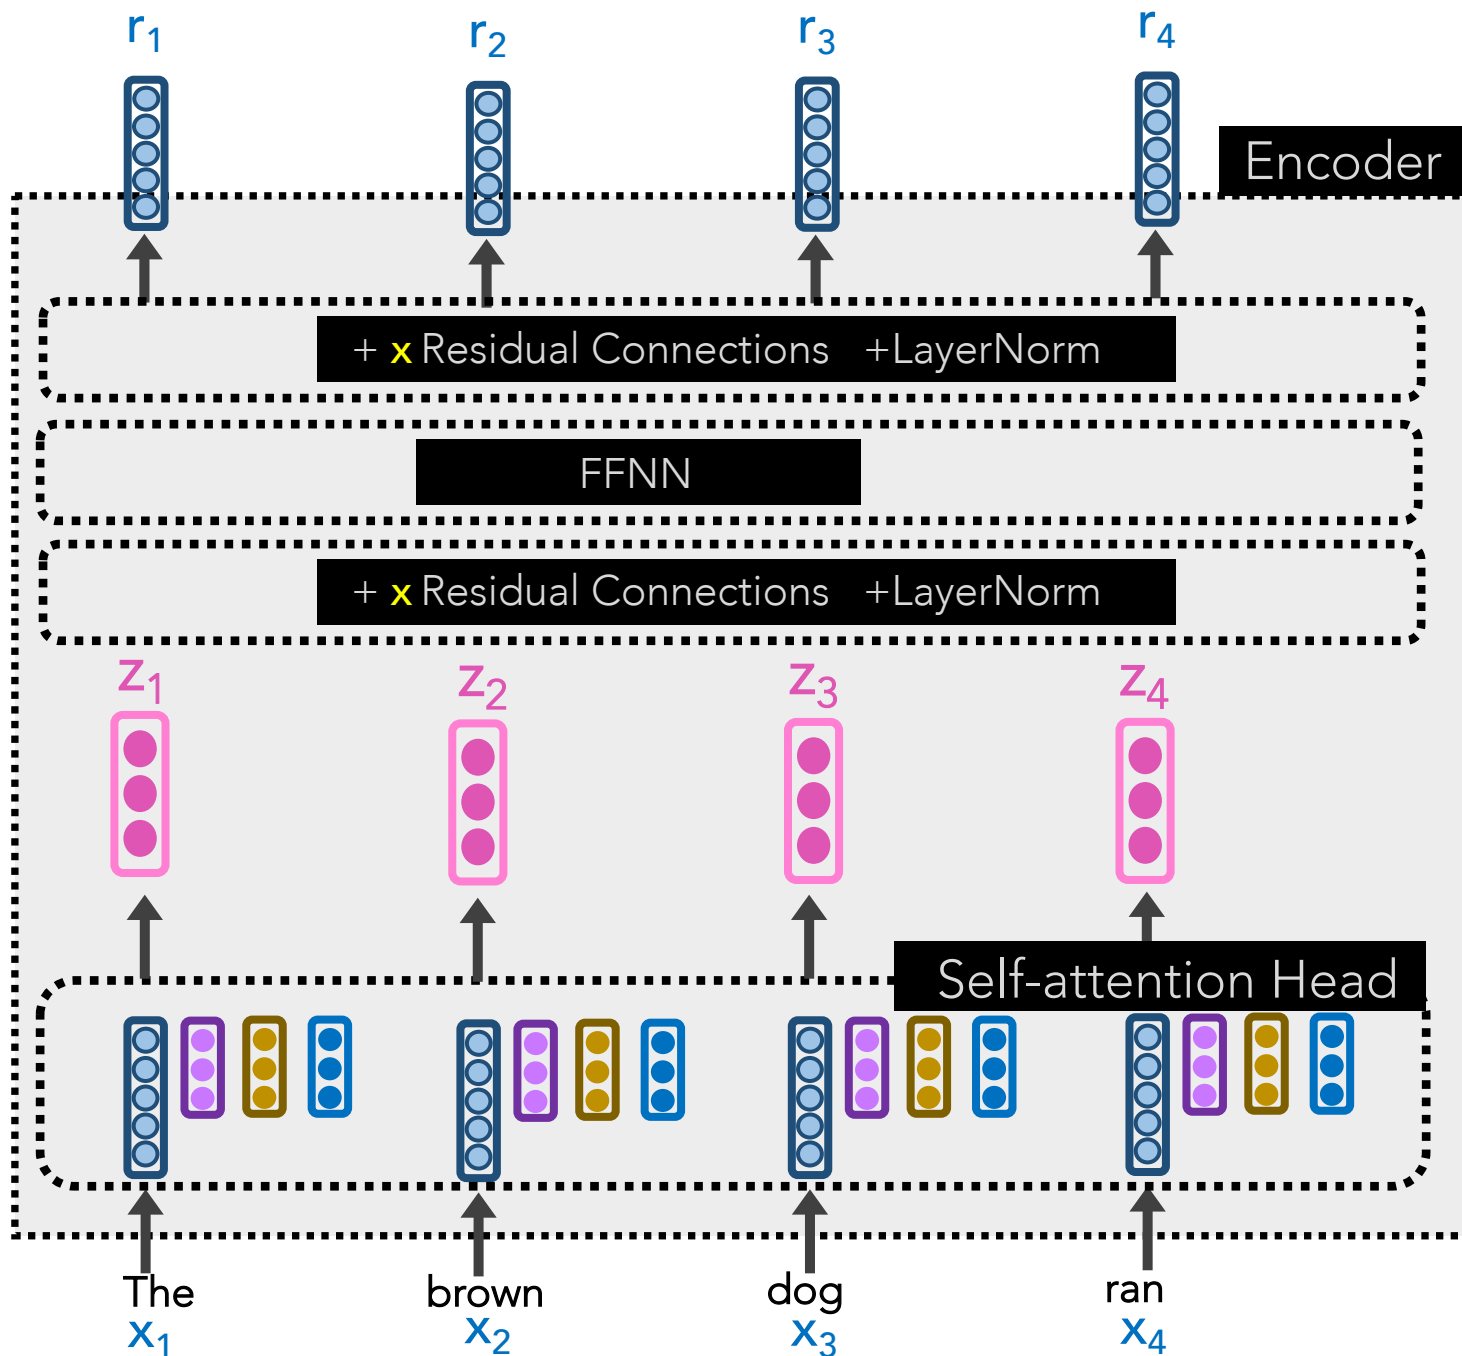 r1 r2 r3 r4
Encoder
+ x Residual Connections +LayerNorm
FFNN
+ x Residual Connections +LayerNorm
z1 z2 z3 z4
Self-attention Head
The brown dog ran
x1 x2 x3 x4